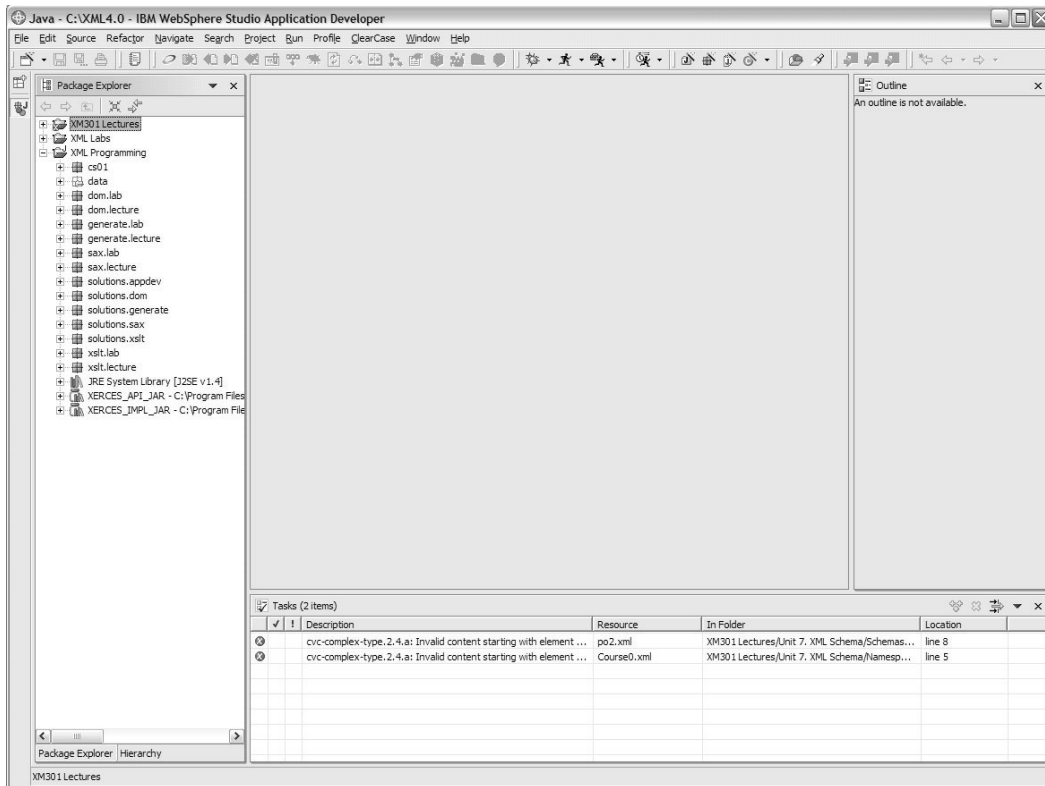 Java - C:\XML4.0 - IBM WebSphere Studio Application Developer
File Edit Source Refactor Navigate Search Project Run Profile ClearCase Window Help
Package Explorer
XM301 Lectures
XML Labs
XML Programming
cs01
data
dom.lab
dom.lecture
generate.lab
generate.lecture
sax.lab
sax.lecture
solutions.appdev
solutions.dom
solutions.generate
solutions.sax
solutions.xslt
xslt.lab
xslt.lecture
JRE System Library [J2SE v1.4]
XERCES_API_JAR - C:\Program Files
XERCES_IMPL_JAR - C:\Program File
Package Explorer Hierarchy
Outline
An outline is not available.
Tasks (2 items)
! Description Resource In Folder Location
cvc-complex-type.2.4.a: Invalid content starting with element ... po2.xml XM301 Lectures/Unit 7. XML Schema/Schemas... line 8
cvc-complex-type.2.4.a: Invalid content starting with element ... Course0.xml XM301 Lectures/Unit 7. XML Schema/Namesp... line 5
XM301 Lectures